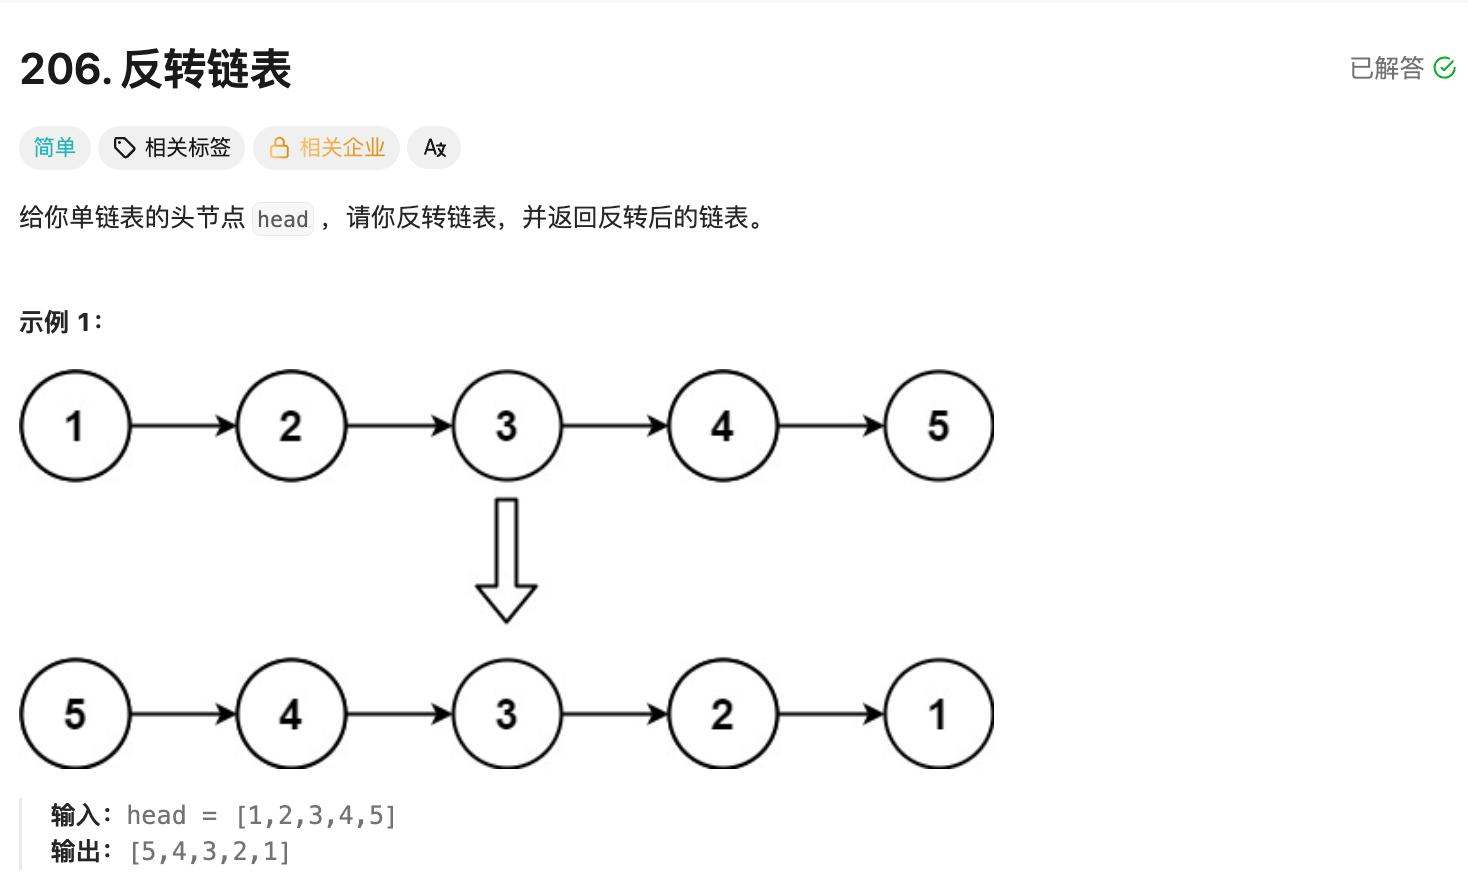 206. 反转链表
已解答
简单 相关标签 相关企业 A文
给你单链表的头节点 head ，请你反转链表，并返回反转后的链表。
示例 1：
1 2 3 4 5
5 4 3 2 1
输入：head = [1,2,3,4,5]
输出：[5,4,3,2,1]